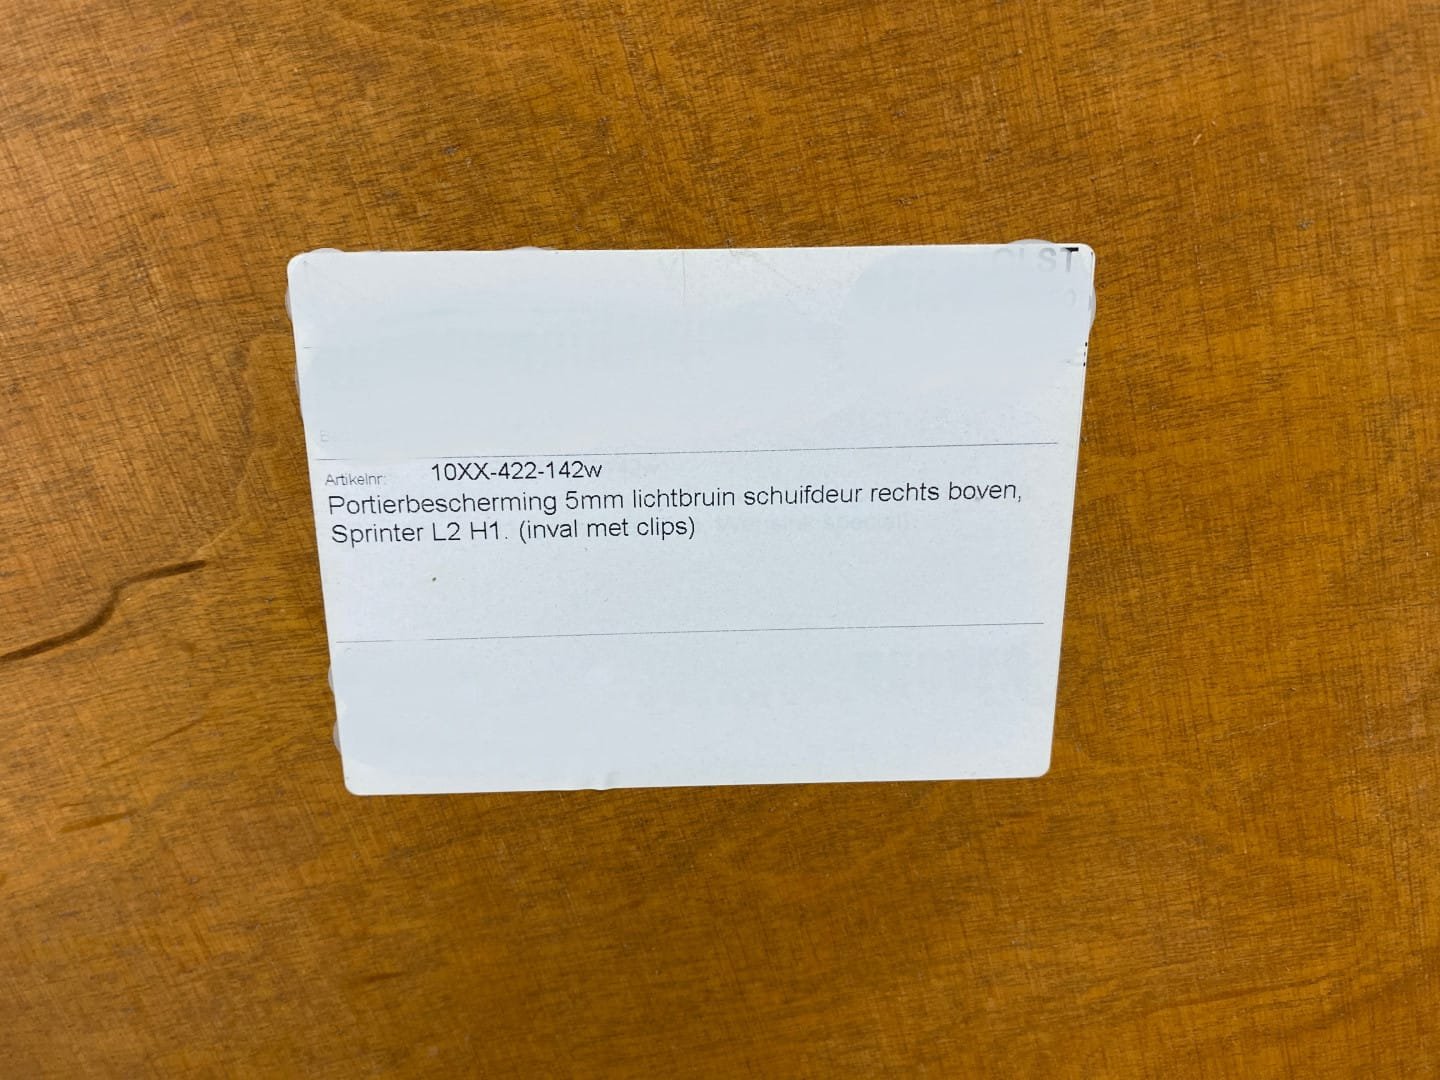 Artikelnr: 10XX-422-142w
Portierbescherming 5mm lichtbruin schuifdeur rechts boven,
Sprinter L2 H1. (inval met clips)